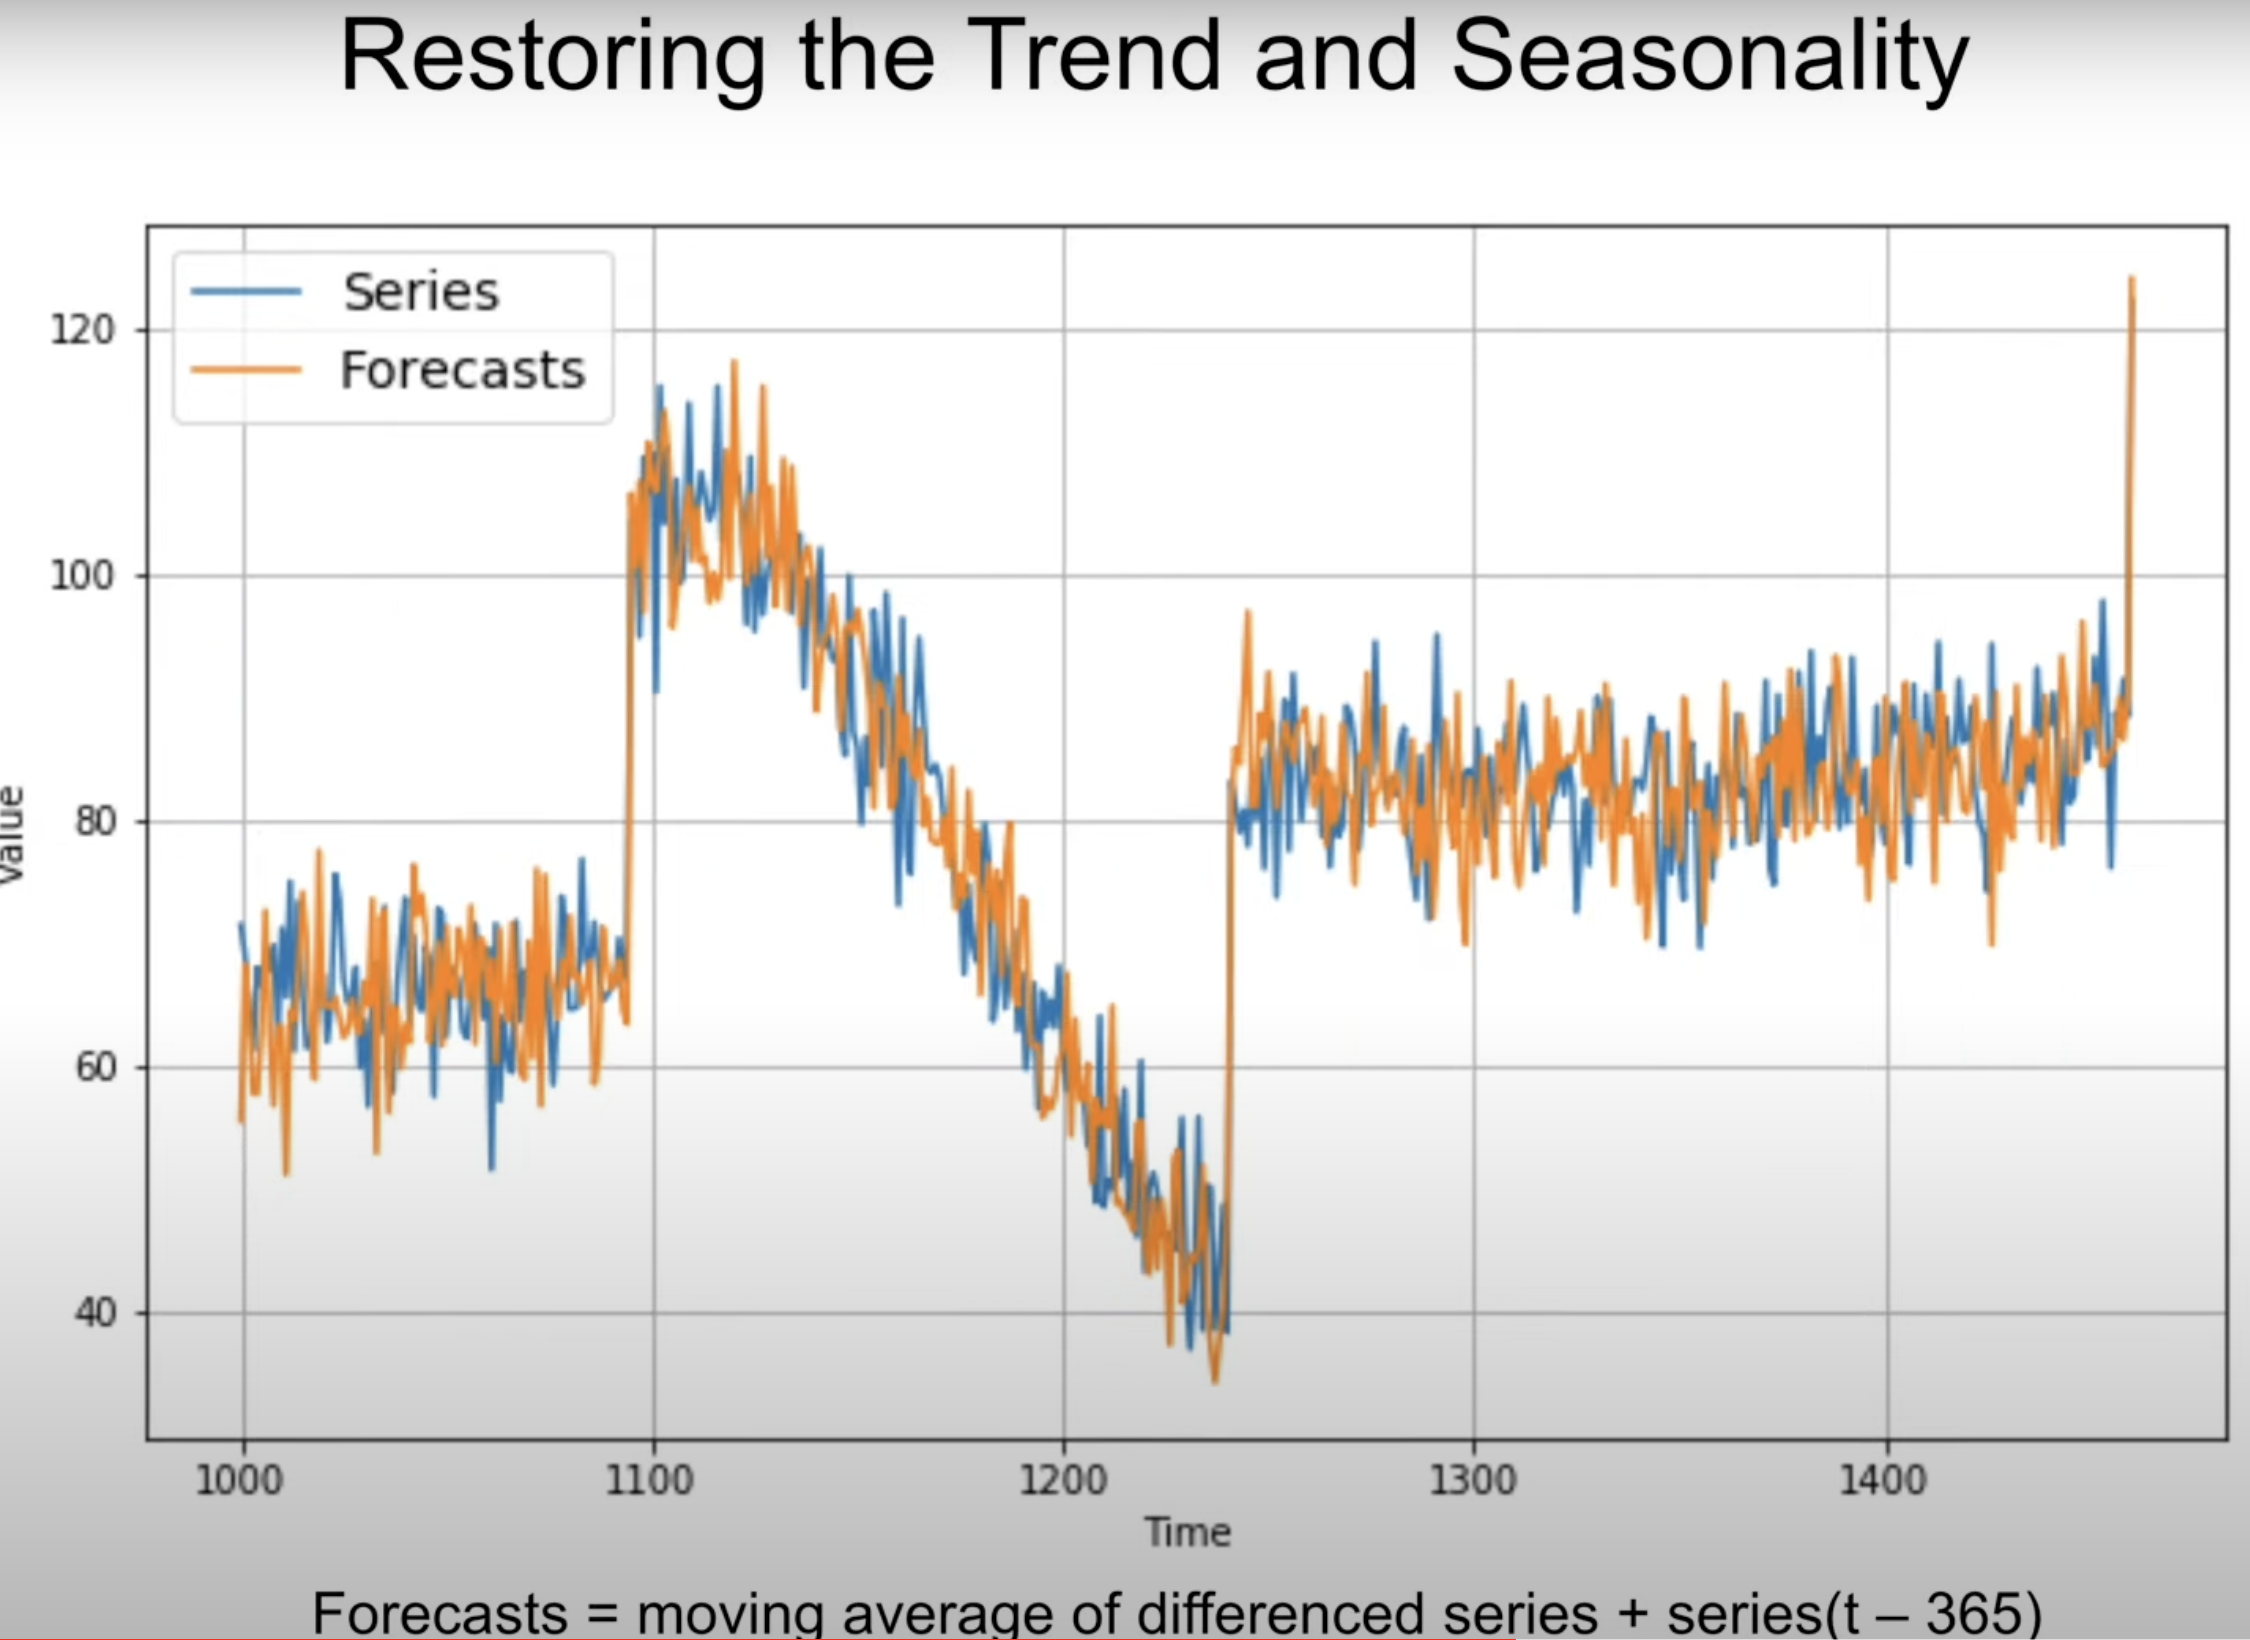 Restoring the Trend and Seasonality
Series
Forecasts
120
100
80
60
40
Value
1000 1100 1200 1300 1400
Time
Forecasts = moving average of differenced series + series(t – 365)